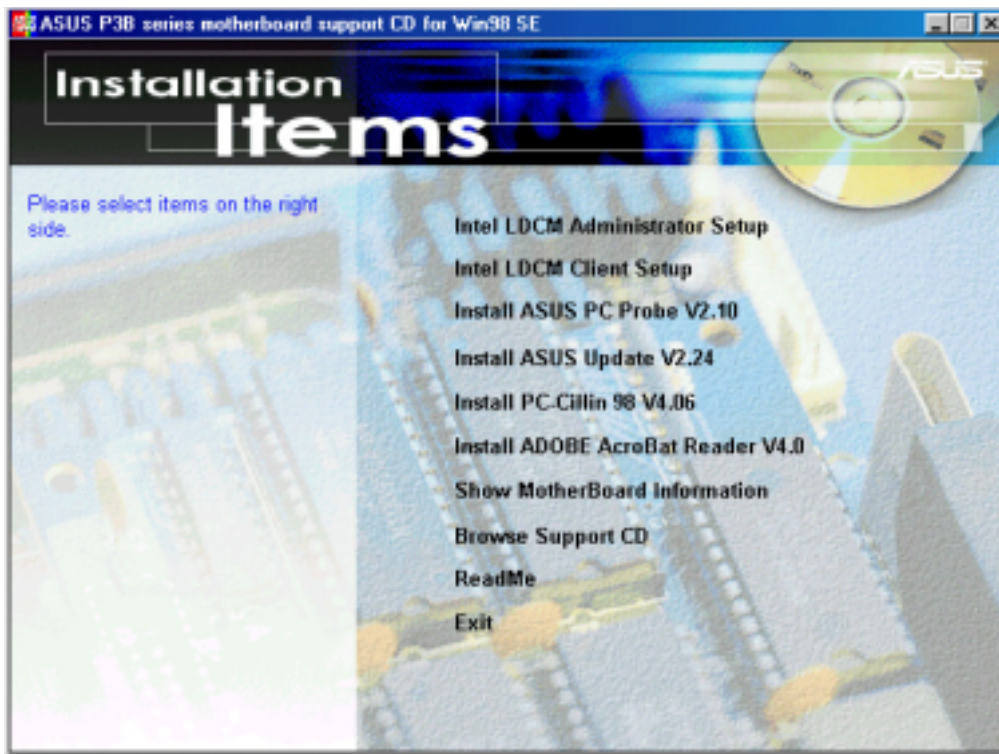 ASUS P3B series motherboard support CD for Win98 SE
ASUS
Installation
Items
Please select items on the right
side.
Intel LDCM Administrator Setup
Intel LDCM Client Setup
Install ASUS PC Probe V2.10
Install ASUS Update V2.24
Install PC-Cillin 98 V4.06
Install ADOBE AcroBat Reader V4.0
Show MotherBoard Information
Browse Support CD
ReadMe
Exit